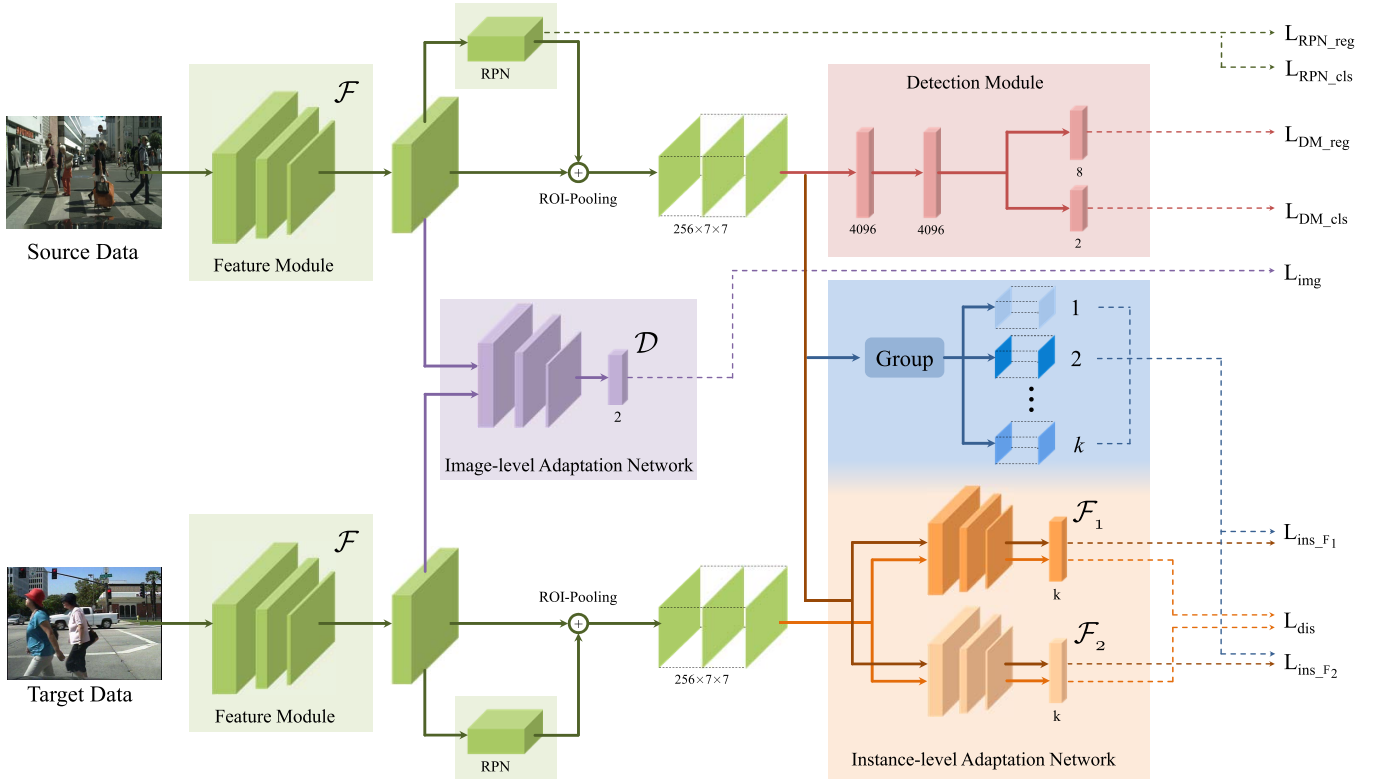 RPN
L_RPN_reg
L_RPN_cls
ℱ
Detection Module
L_DM_reg
8
ROI-Pooling
256×7×7
4096
4096
L_DM_cls
2
Source Data
Feature Module
L_img
𝒟
2
Image-level Adaptation Network
Group
1
2
k
ℱ
ℱ₁
L_ins_F₁
k
ROI-Pooling
L_dis
ℱ₂
L_ins_F₂
256×7×7
Target Data
Feature Module
k
RPN
Instance-level Adaptation Network